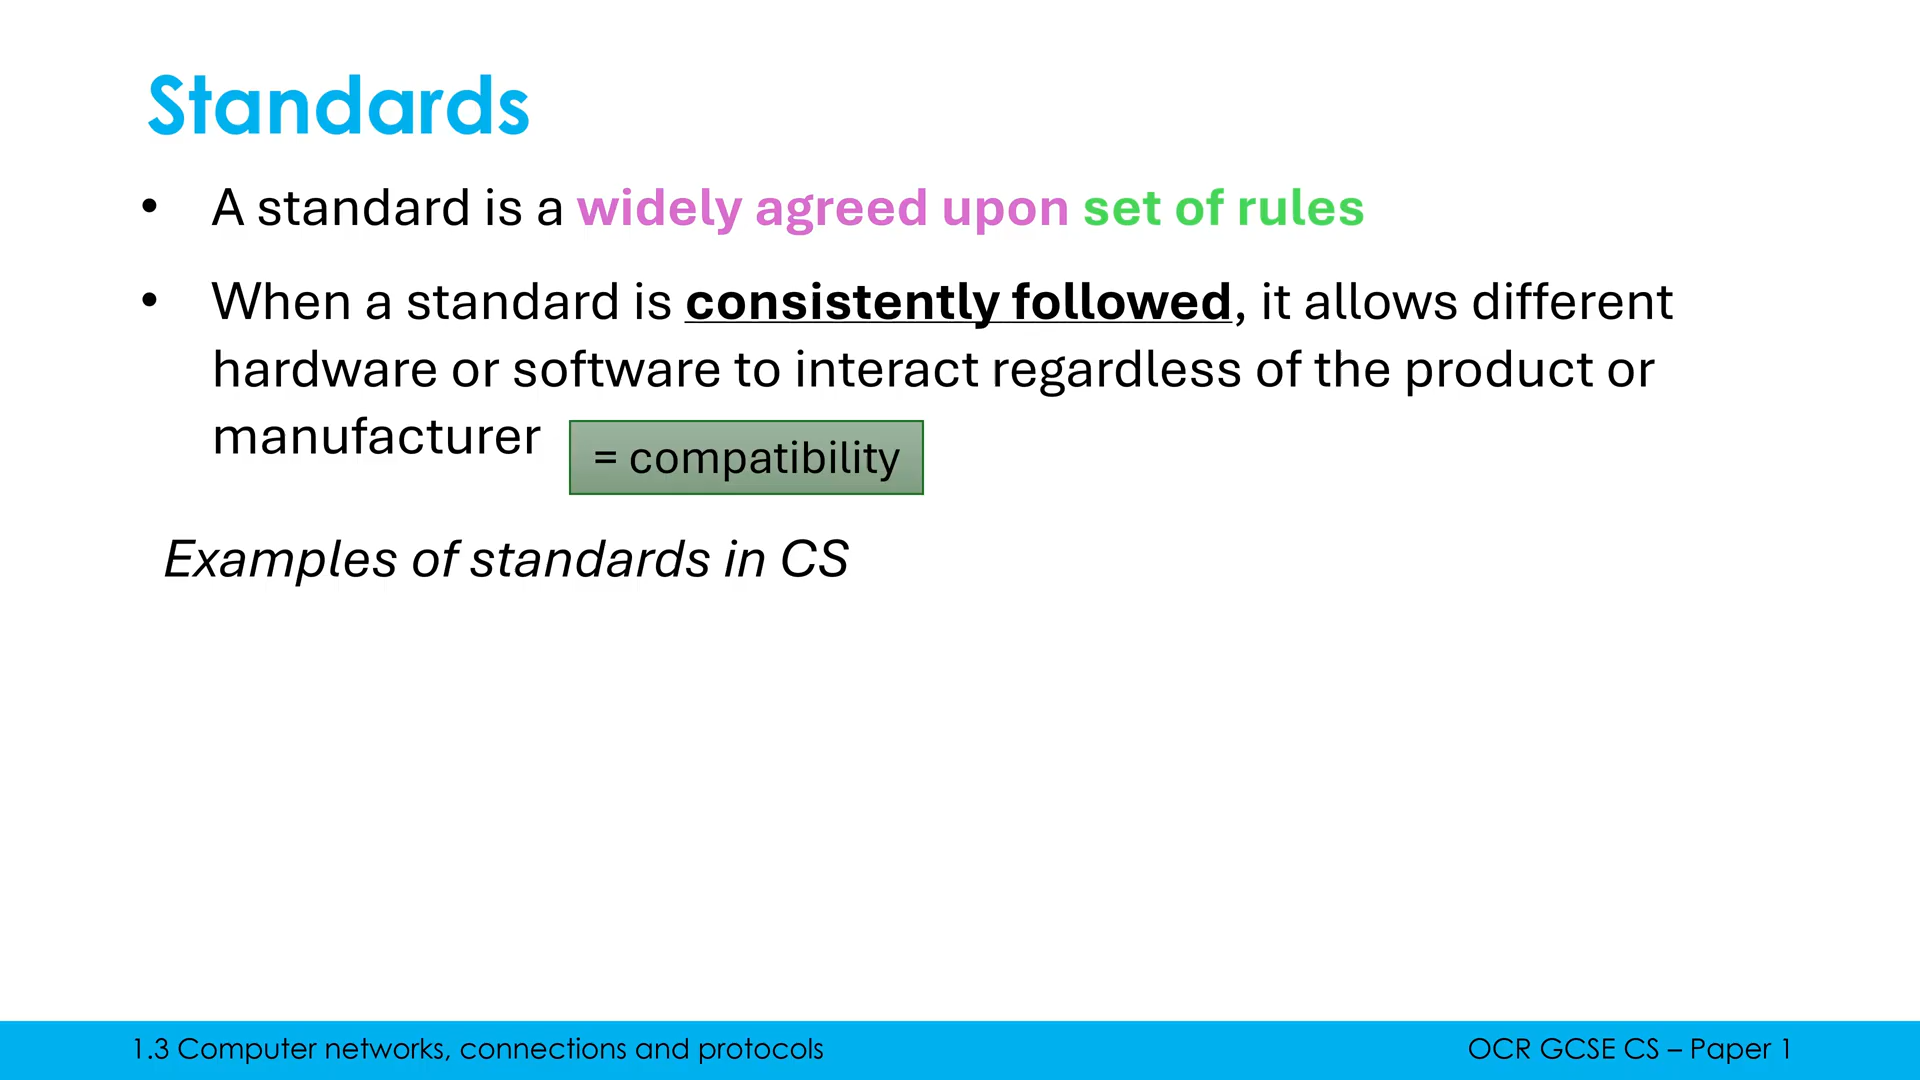 Standards
• A standard is a widely agreed upon set of rules
• When a standard is consistently followed, it allows different
hardware or software to interact regardless of the product or
manufacturer
= compatibility
Examples of standards in CS
1.3 Computer networks, connections and protocols
OCR GCSE CS – Paper 1